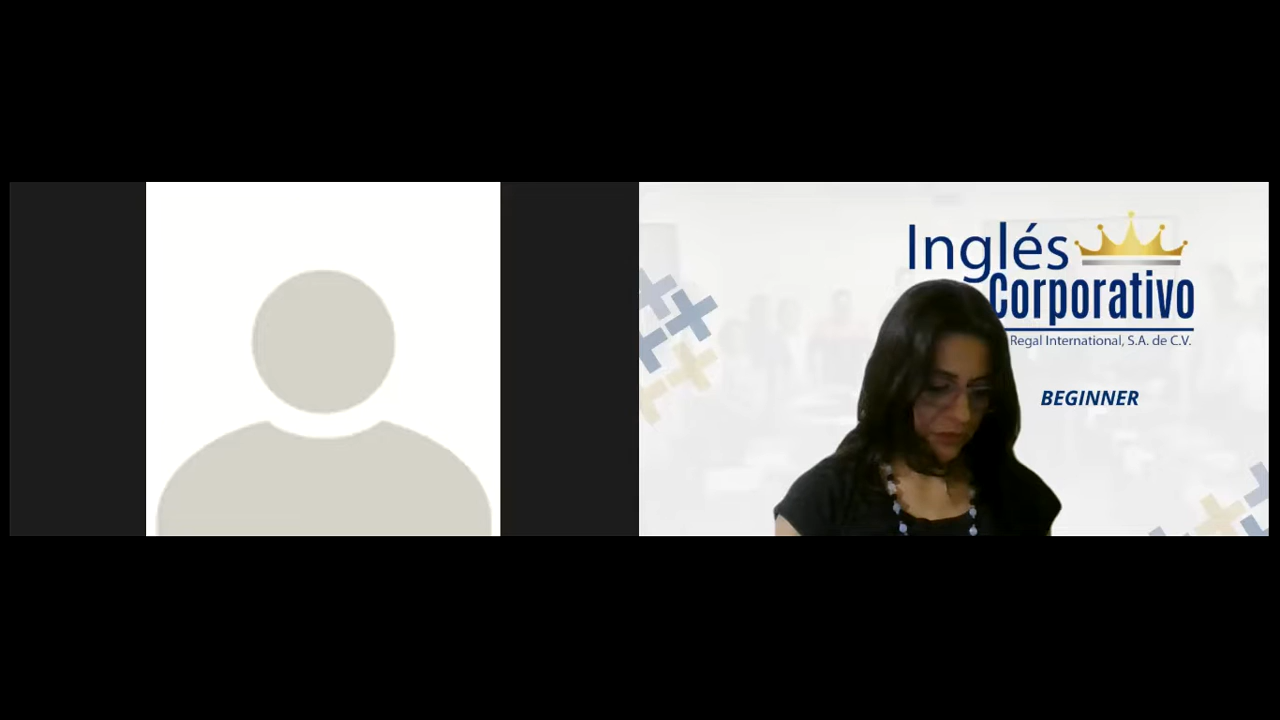 Inglés
Corporativo
Regal International, S.A. de C.V.
BEGINNER